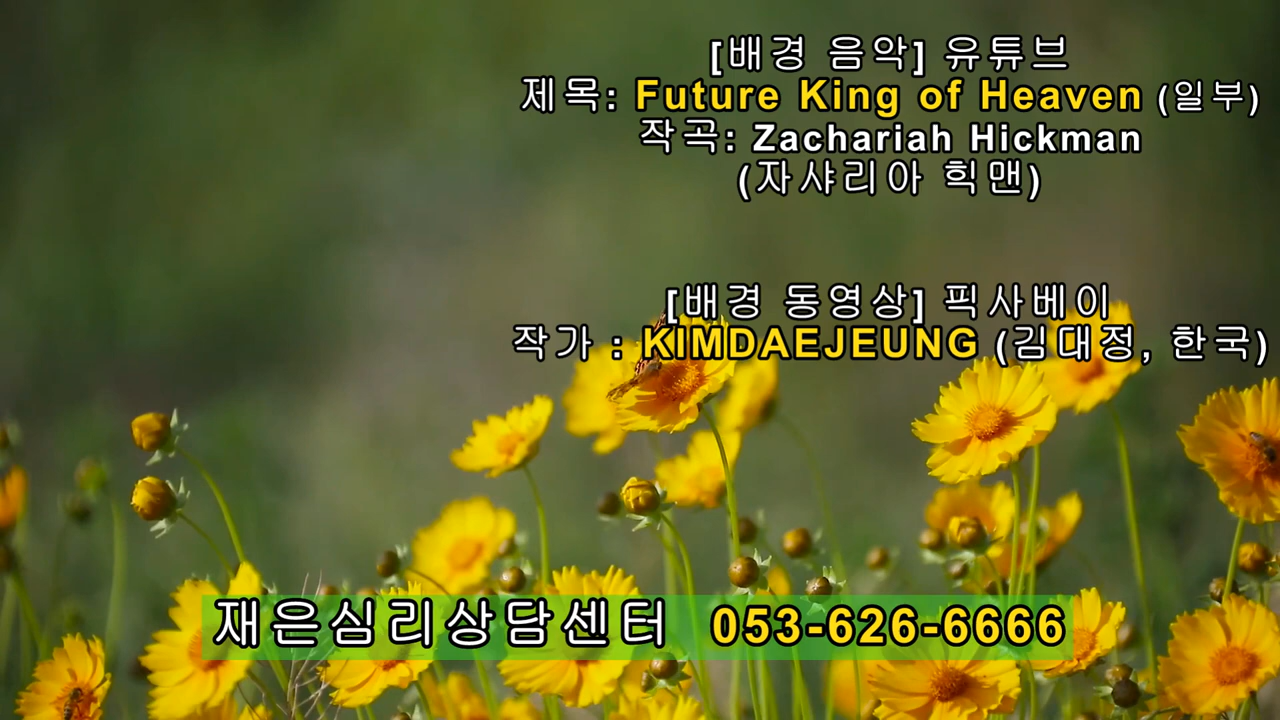 [배경 음악] 유튜브
제목: Future King of Heaven (일부)
작곡: Zachariah Hickman
(자샤리아 힉맨)
[배경 동영상] 픽사베이
작가 : KIMDAEJEUNG (김대정, 한국)
재은심리상담센터 053-626-6666